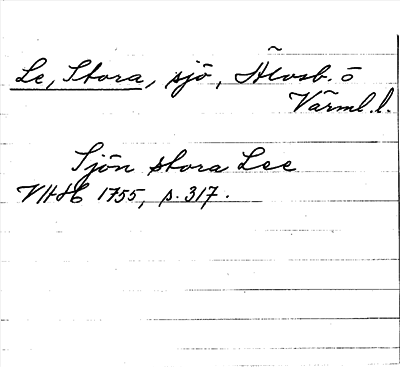 Le, Stora, sjö, Älvsb. o
Värml. l.
Sjön stora Lee
VHAH 1755, s. 317.